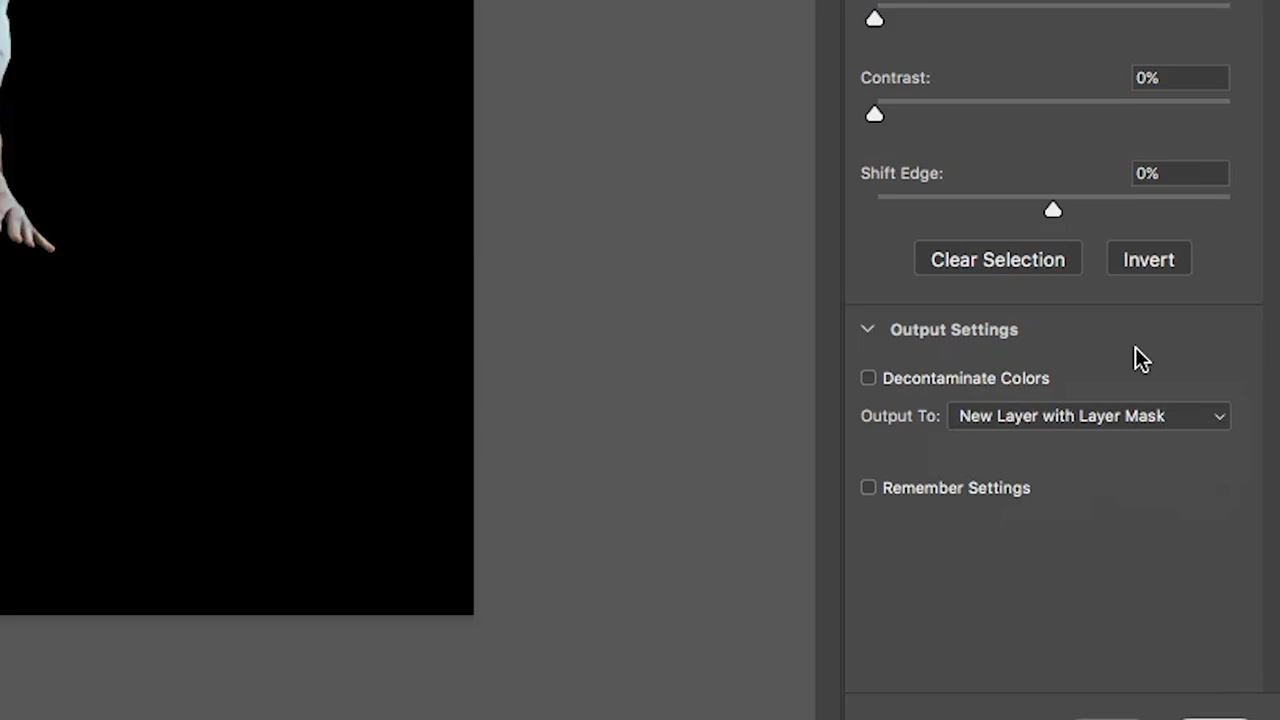 Contrast: 0%
Shift Edge: 0%
Clear Selection Invert
Output Settings
Decontaminate Colors
Output To: New Layer with Layer Mask
Remember Settings